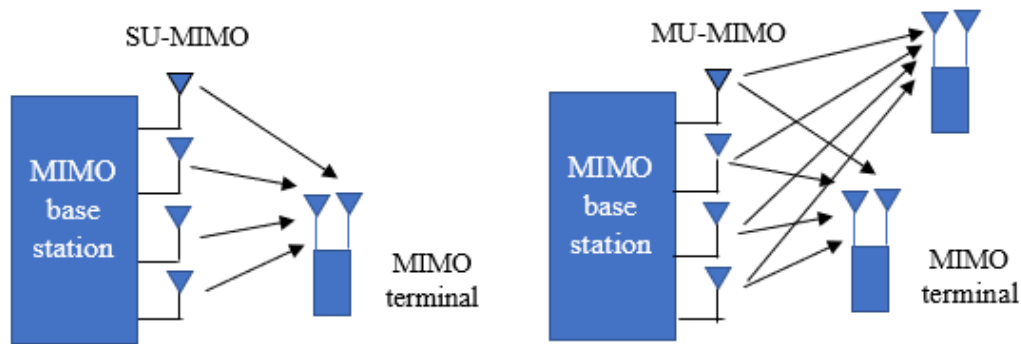 SU-MIMO
MIMO
base
station
MIMO
terminal
MU-MIMO
MIMO
base
station
MIMO
terminal